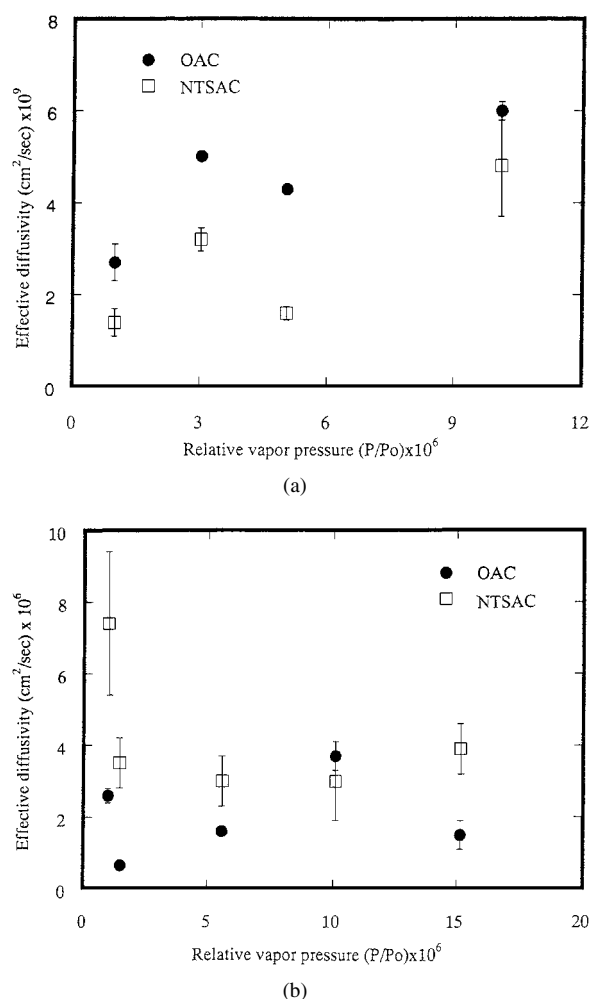 8
OAC
NTSAC
6
4
2
0
Effective diffusivity (cm²/sec) x10⁹
0 3 6 9 12
Relative vapor pressure (P/Po)x10⁶
(a)
10
OAC
NTSAC
8
6
4
2
0
Effective diffusivity (cm²/sec) x 10⁶
0 5 10 15 20
Relative vapor pressure (P/Po)x10⁶
(b)